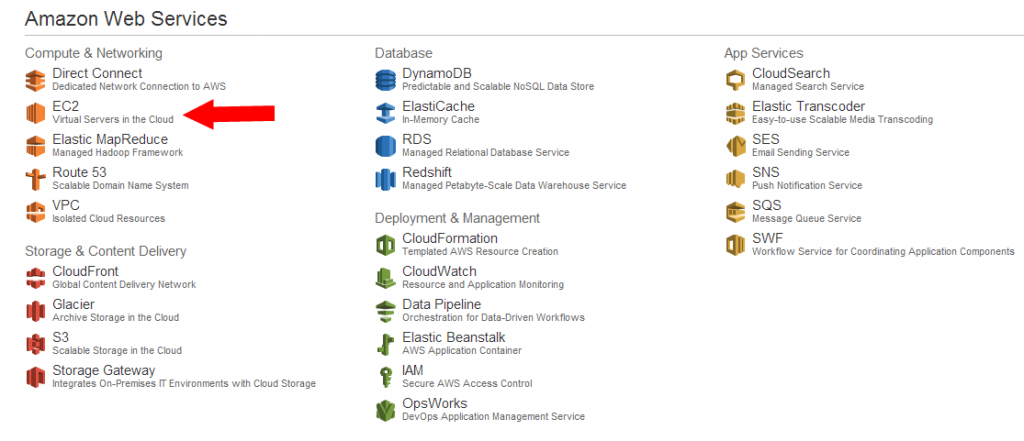 Amazon Web Services
Compute & Networking
Direct Connect
Dedicated Network Connection to AWS
EC2
Virtual Servers in the Cloud
Elastic MapReduce
Managed Hadoop Framework
Route 53
Scalable Domain Name System
VPC
Isolated Cloud Resources
Storage & Content Delivery
CloudFront
Global Content Delivery Network
Glacier
Archive Storage in the Cloud
S3
Scalable Storage in the Cloud
Storage Gateway
Integrates On-Premises IT Environments with Cloud Storage
Database
DynamoDB
Predictable and Scalable NoSQL Data Store
ElastiCache
In-Memory Cache
RDS
Managed Relational Database Service
Redshift
Managed Petabyte-Scale Data Warehouse Service
Deployment & Management
CloudFormation
Templated AWS Resource Creation
CloudWatch
Resource and Application Monitoring
Data Pipeline
Orchestration for Data-Driven Workflows
Elastic Beanstalk
AWS Application Container
IAM
Secure AWS Access Control
OpsWorks
DevOps Application Management Service
App Services
CloudSearch
Managed Search Service
Elastic Transcoder
Easy-to-use Scalable Media Transcoding
SES
Email Sending Service
SNS
Push Notification Service
SQS
Message Queue Service
SWF
Workflow Service for Coordinating Application Components